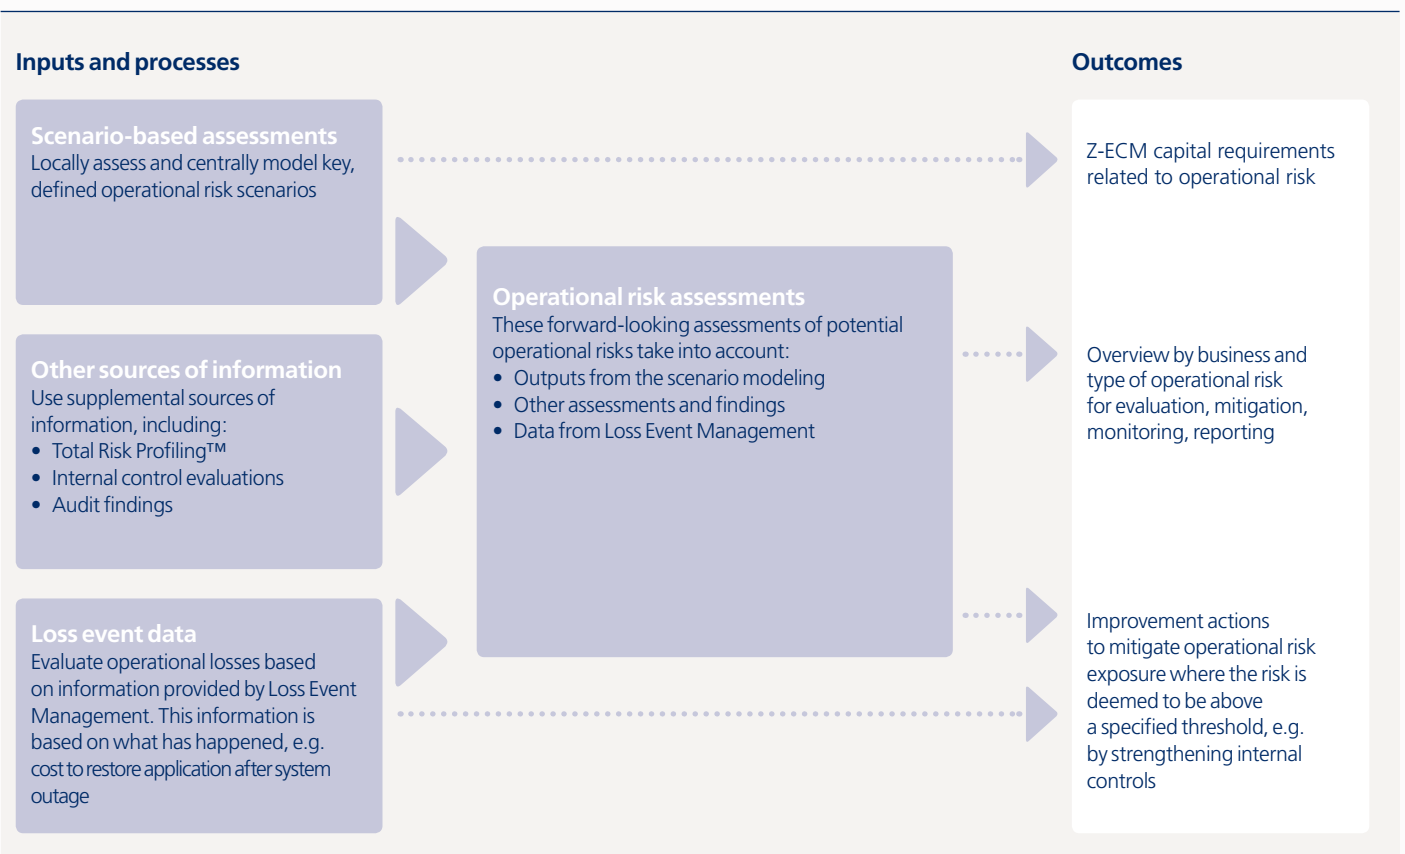 Inputs and processes
Outcomes
Scenario-based assessments
Locally assess and centrally model key,
defined operational risk scenarios
Other sources of information
Use supplemental sources of
information, including:
• Total Risk Profiling™
• Internal control evaluations
• Audit findings
Loss event data
Evaluate operational losses based
on information provided by Loss Event
Management. This information is
based on what has happened, e.g.
cost to restore application after system
outage
Operational risk assessments
These forward-looking assessments of potential
operational risks take into account:
• Outputs from the scenario modeling
• Other assessments and findings
• Data from Loss Event Management
Z-ECM capital requirements
related to operational risk
Overview by business and
type of operational risk
for evaluation, mitigation,
monitoring, reporting
Improvement actions
to mitigate operational risk
exposure where the risk is
deemed to be above
a specified threshold, e.g.
by strengthening internal
controls